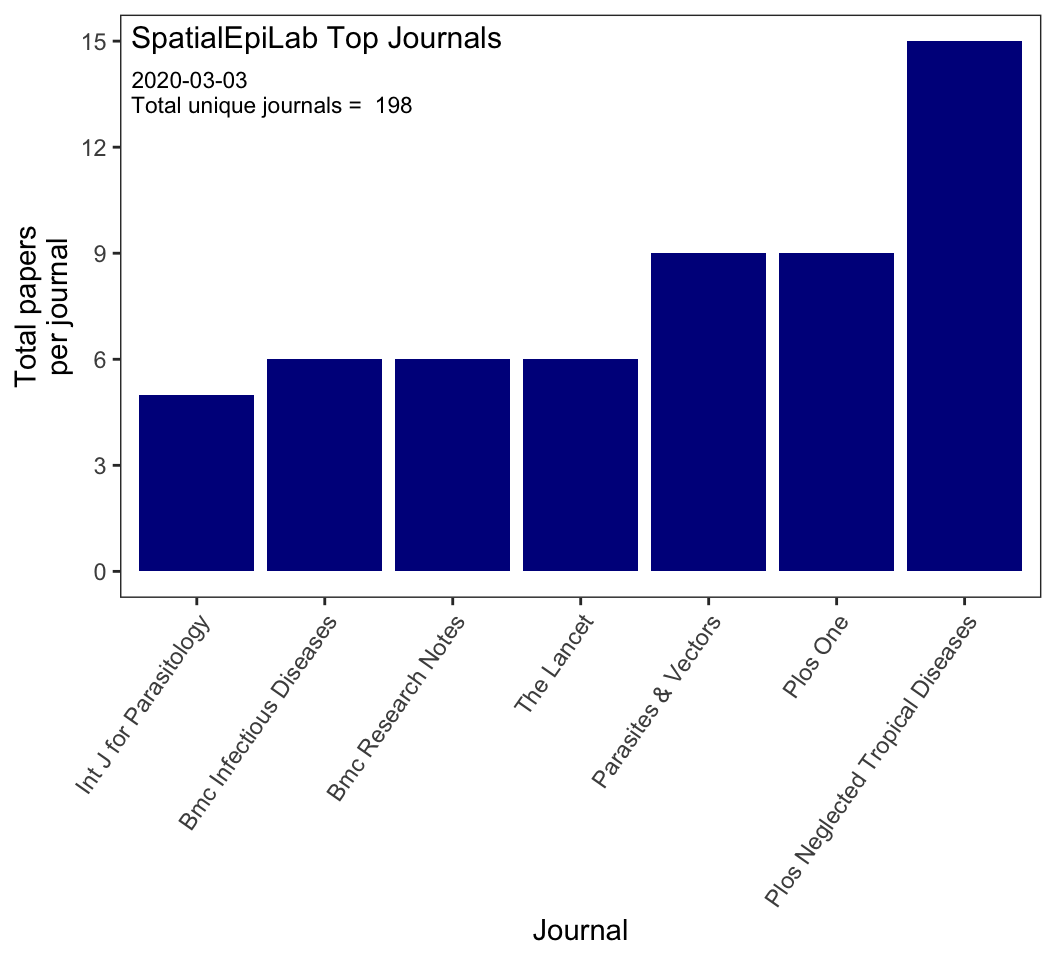 SpatialEpiLab Top Journals
2020-03-03
Total unique journals =  198
Total papers
per journal
15
12
9
6
3
0
Int J for Parasitology
Bmc Infectious Diseases
Bmc Research Notes
The Lancet
Parasites & Vectors
Plos One
Plos Neglected Tropical Diseases
Journal